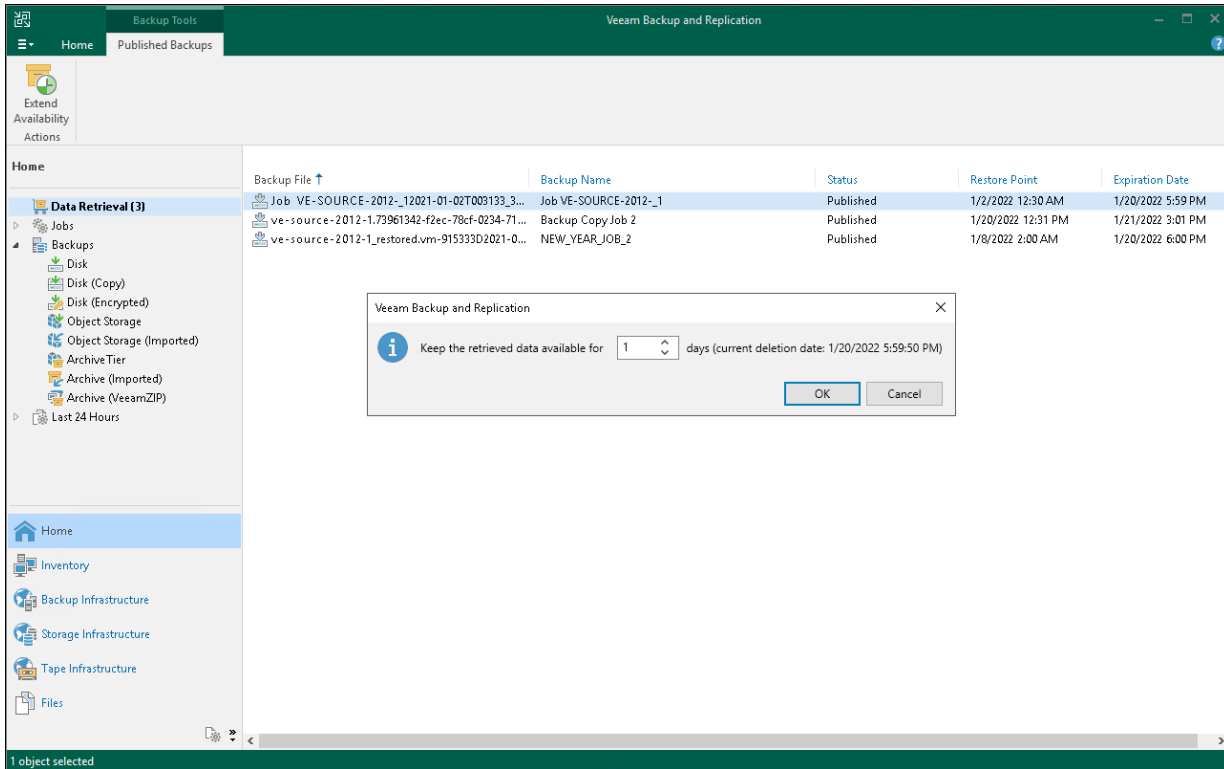 Backup Tools
Veeam Backup and Replication
Home
Published Backups
?
Extend
Availability
Actions
Home
Data Retrieval (3)
Jobs
Backups
Disk
Disk (Copy)
Disk (Encrypted)
Object Storage
Object Storage (Imported)
Archive Tier
Archive (Imported)
Archive (VeeamZIP)
Last 24 Hours
Home
Inventory
Backup Infrastructure
Storage Infrastructure
Tape Infrastructure
Files
Backup File Backup Name Status Restore Point Expiration Date
Job VE-SOURCE-2012-_12021-01-02T003133_3... Job VE-SOURCE-2012-_1 Published 1/2/2022 12:30 AM 1/20/2022 5:59 PM
ve-source-2012-1.73961342-f2ec-78cf-0234-71... Backup Copy Job 2 Published 1/20/2022 12:31 PM 1/21/2022 3:01 PM
ve-source-2012-1_restored.vm-915333D2021-0... NEW_YEAR_JOB_2 Published 1/8/2022 2:00 AM 1/20/2022 6:00 PM
Veeam Backup and Replication
Keep the retrieved data available for 1 days (current deletion date: 1/20/2022 5:59:50 PM)
OK Cancel
1 object selected